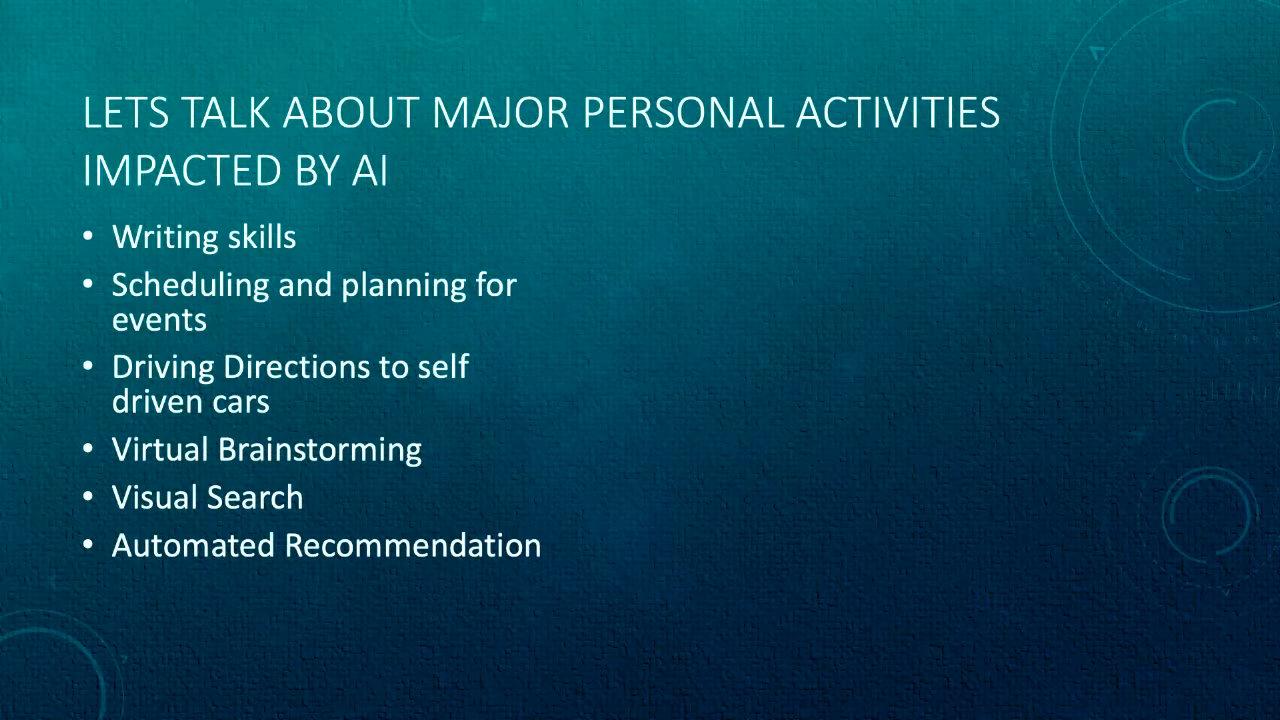 LETS TALK ABOUT MAJOR PERSONAL ACTIVITIES
IMPACTED BY AI
• Writing skills
• Scheduling and planning for
events
• Driving Directions to self
driven cars
• Virtual Brainstorming
• Visual Search
• Automated Recommendation